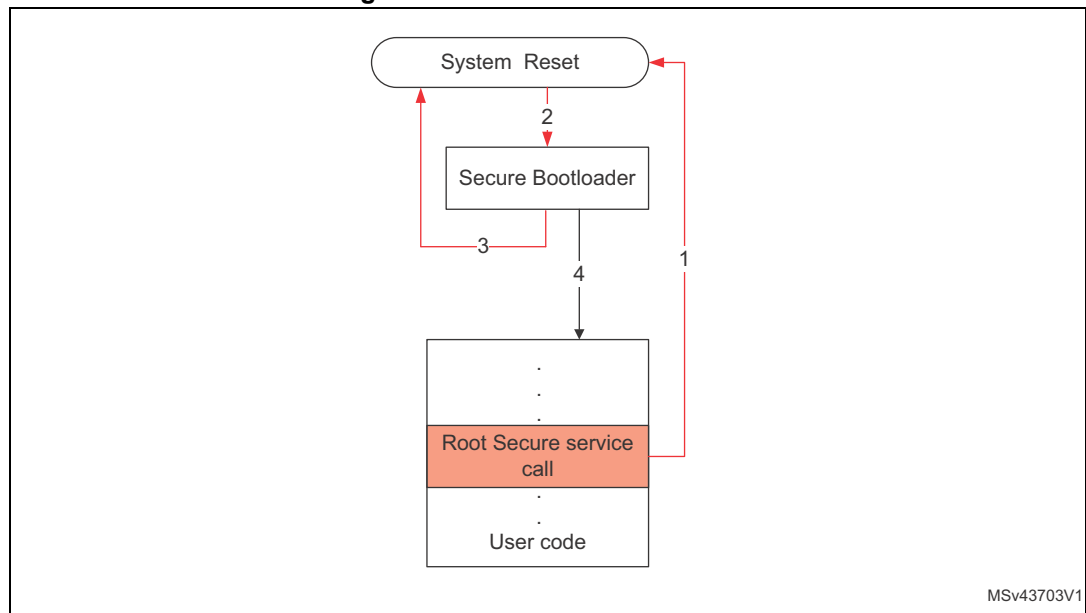 System Reset
2
Secure Bootloader
3
4
1
.
.
.
Root Secure service
call
.
.
User code
MSv43703V1